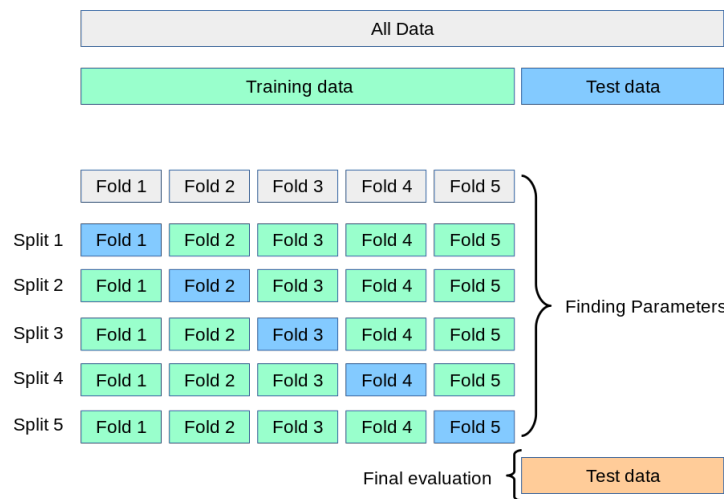 All Data
Training data Test data
Fold 1 Fold 2 Fold 3 Fold 4 Fold 5
Split 1 Fold 1 Fold 2 Fold 3 Fold 4 Fold 5
Split 2 Fold 1 Fold 2 Fold 3 Fold 4 Fold 5
Finding Parameters
Split 3 Fold 1 Fold 2 Fold 3 Fold 4 Fold 5
Split 4 Fold 1 Fold 2 Fold 3 Fold 4 Fold 5
Split 5 Fold 1 Fold 2 Fold 3 Fold 4 Fold 5
Final evaluation Test data